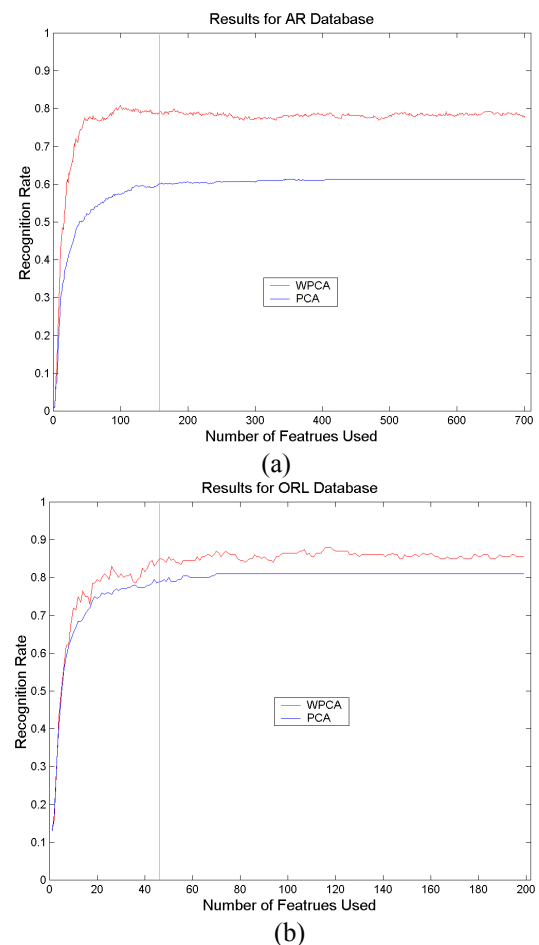 Results for AR Database
1
0.9
0.8
0.7
0.6
0.5
0.4
0.3
0.2
0.1
0
Recognition Rate
WPCA
PCA
0 100 200 300 400 500 600 700
Number of Featrues Used
(a)
Results for ORL Database
1
0.9
0.8
0.7
0.6
0.5
0.4
0.3
0.2
0.1
0
Recognition Rate
WPCA
PCA
0 20 40 60 80 100 120 140 160 180 200
Number of Featrues Used
(b)